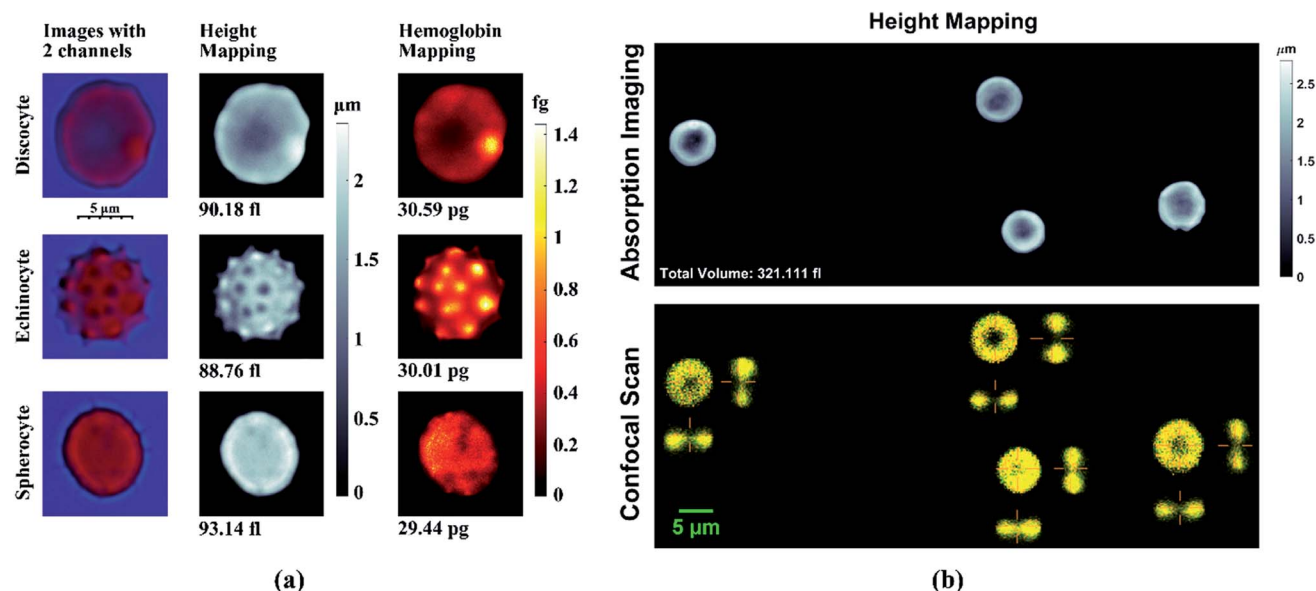 Images with
2 channels
Height
Mapping
Hemoglobin
Mapping
Discocyte
5 µm
90.18 fl
30.59 pg
Echinocyte
88.76 fl
30.01 pg
Spherocyte
93.14 fl
29.44 pg
µm
2
1.5
1
0.5
0
fg
1.4
1.2
1
0.8
0.6
0.4
0.2
0
(a)
Height Mapping
Absorption Imaging
Total Volume: 321.111 fl
µm
2.5
2
1.5
1
0.5
0
Confocal Scan
5 µm
(b)